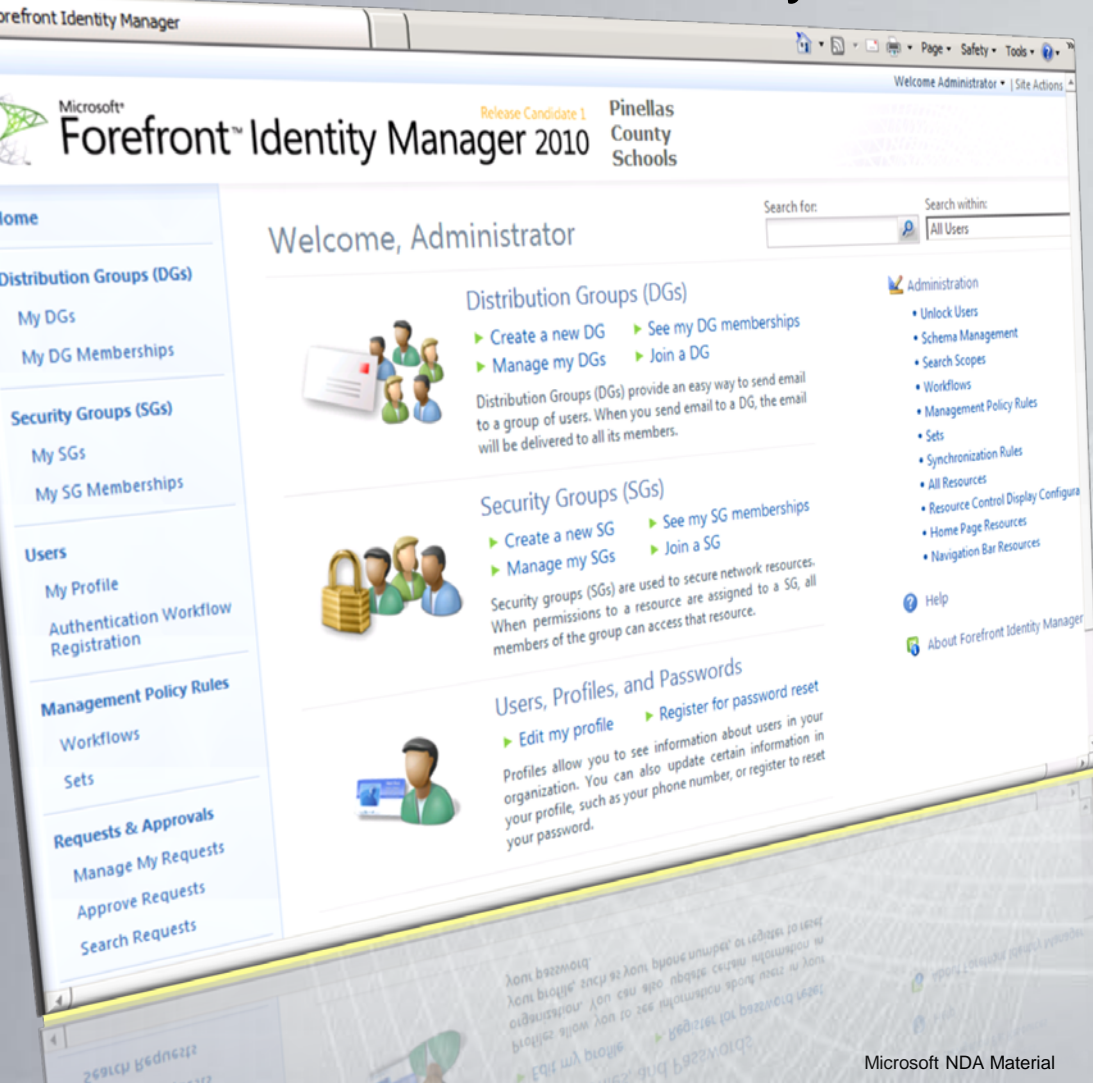 orefront Identity Manager
Page Safety Tools
Welcome Administrator | Site Actions
Microsoft®
Forefront™ Identity Manager 2010
Release Candidate 1
Pinellas
County
Schools
Home
Distribution Groups (DGs)
My DGs
My DG Memberships
Security Groups (SGs)
My SGs
My SG Memberships
Users
My Profile
Authentication Workflow
Registration
Management Policy Rules
Workflows
Sets
Requests & Approvals
Manage My Requests
Approve Requests
Search Requests
Welcome, Administrator
Search for:
Search within:
All Users
Distribution Groups (DGs)
Create a new DG See my DG memberships
Manage my DGs Join a DG
Distribution Groups (DGs) provide an easy way to send email
to a group of users. When you send email to a DG, the email
will be delivered to all its members.
Security Groups (SGs)
Create a new SG See my SG memberships
Manage my SGs Join a SG
Security groups (SGs) are used to secure network resources.
When permissions to a resource are assigned to a SG, all
members of the group can access that resource.
Users, Profiles, and Passwords
Edit my profile Register for password reset
Profiles allow you to see information about users in your
organization. You can also update certain information in
your profile, such as your phone number, or register to reset
your password.
Administration
• Unlock Users
• Schema Management
• Search Scopes
• Workflows
• Management Policy Rules
• Sets
• Synchronization Rules
• All Resources
• Resource Control Display Configura
• Home Page Resources
• Navigation Bar Resources
Help
About Forefront Identity Manager
Microsoft NDA Material